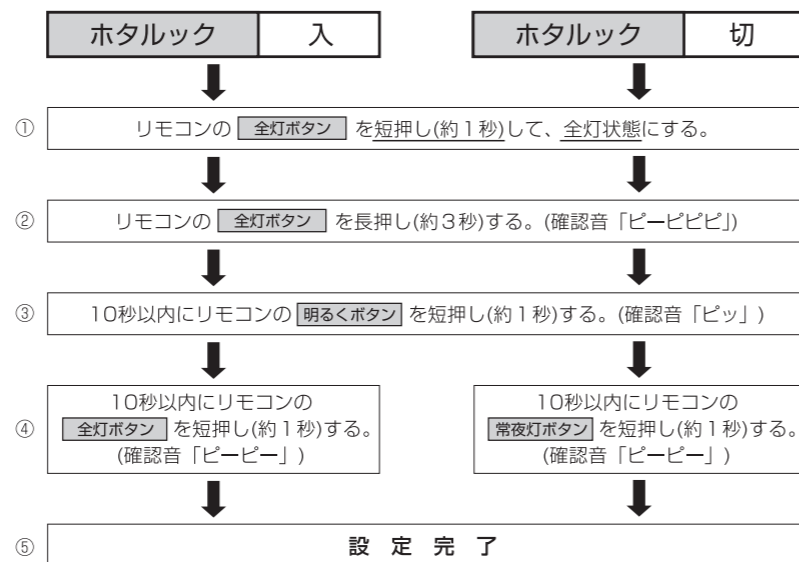 ホタルック 入
ホタルック 切
① リモコンの 全灯ボタン を短押し(約1秒)して、全灯状態にする。
② リモコンの 全灯ボタン を長押し(約3秒)する。(確認音「ピーピピピ」)
③ 10秒以内にリモコンの 明るくボタン を短押し(約1秒)する。(確認音「ピッ」)
④ 10秒以内にリモコンの
全灯ボタン を短押し(約1秒)する。
(確認音「ピーピー」)
10秒以内にリモコンの
常夜灯ボタン を短押し(約1秒)する。
(確認音「ピーピー」)
⑤ 設定完了